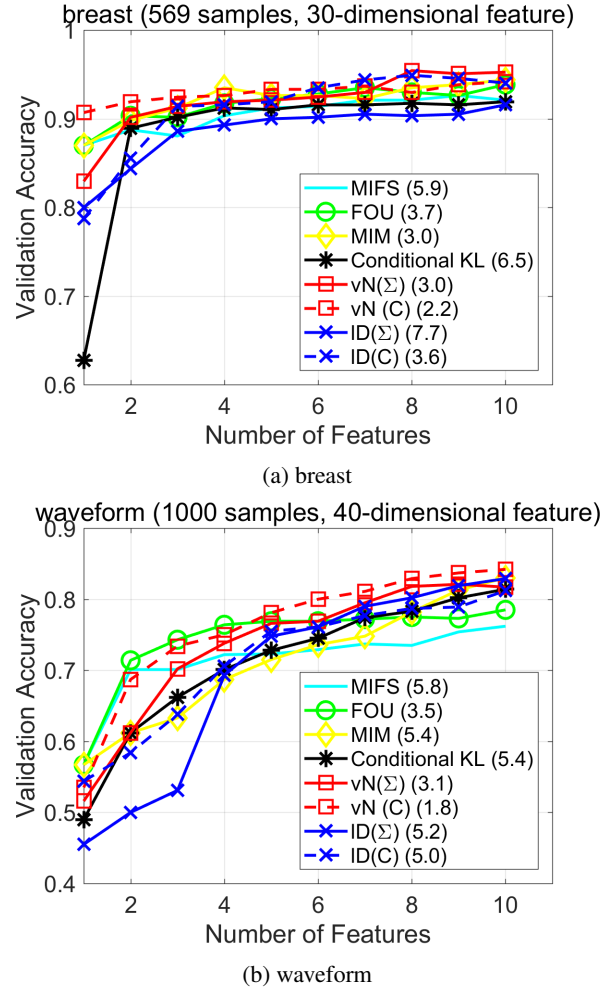 breast (569 samples, 30-dimensional feature)
1
0.9
0.8
0.7
0.6
Validation Accuracy
MIFS (5.9)
FOU (3.7)
MIM (3.0)
Conditional KL (6.5)
vN(Σ) (3.0)
vN (C) (2.2)
ID(Σ) (7.7)
ID(C) (3.6)
2 4 6 8 10
Number of Features
(a) breast
waveform (1000 samples, 40-dimensional feature)
0.9
0.8
0.7
0.6
0.5
0.4
Validation Accuracy
MIFS (5.8)
FOU (3.5)
MIM (5.4)
Conditional KL (5.4)
vN(Σ) (3.1)
vN (C) (1.8)
ID(Σ) (5.2)
ID(C) (5.0)
2 4 6 8 10
Number of Features
(b) waveform